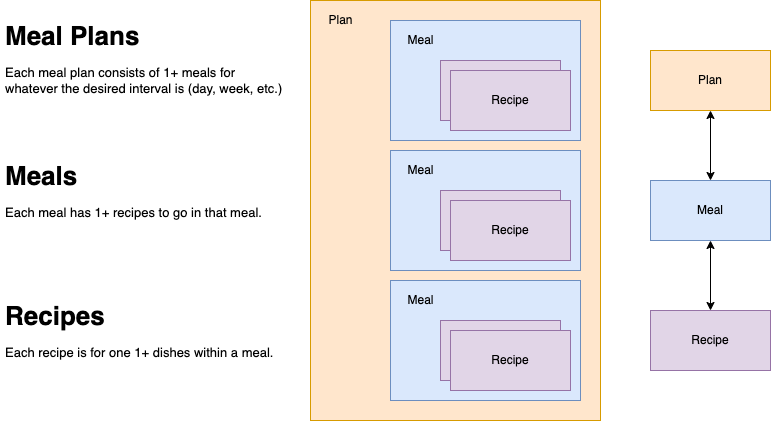 Meal Plans
Each meal plan consists of 1+ meals for
whatever the desired interval is (day, week, etc.)
Meals
Each meal has 1+ recipes to go in that meal.
Recipes
Each recipe is for one 1+ dishes within a meal.
Plan
Meal
Recipe
Meal
Recipe
Meal
Recipe
Plan
Meal
Recipe